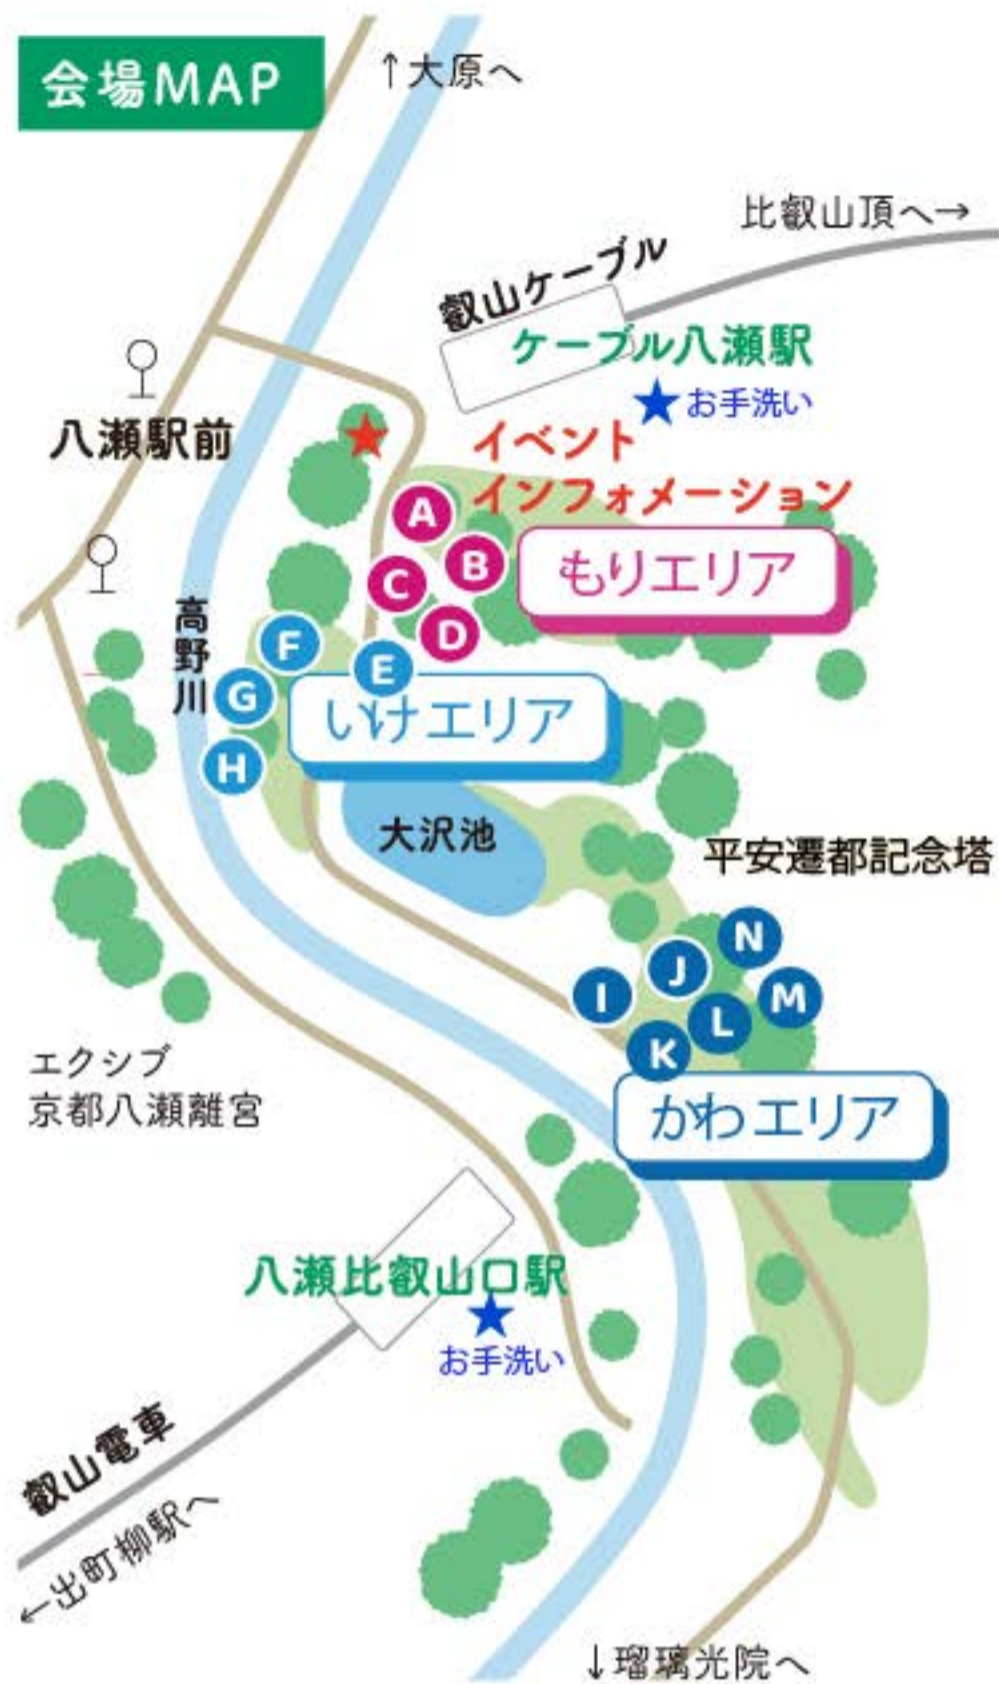 会場MAP
↑大原へ
比叡山頂へ→
叡山ケーブル
ケーブル八瀬駅
★お手洗い
八瀬駅前
イベント
インフォメーション
A
B
C
D
もりエリア
高野川
E
F
G
H
いけエリア
大沢池
平安遷都記念塔
N
J
I
M
L
K
かわエリア
エクシブ
京都八瀬離宮
八瀬比叡山口駅
★
お手洗い
叡山電車
←出町柳駅へ
↓瑠璃光院へ